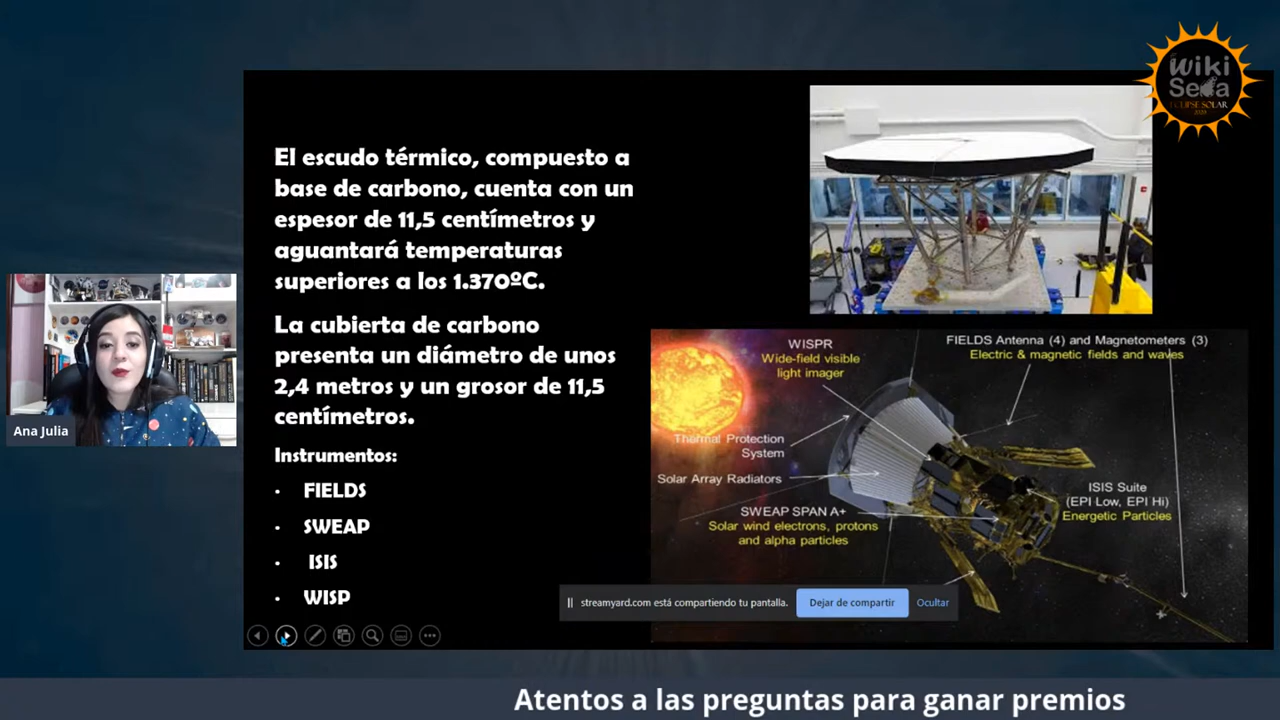 Wiki
Seda
ECLIPSE SOLAR
El escudo térmico, compuesto a
base de carbono, cuenta con un
espesor de 11,5 centímetros y
aguantará temperaturas
superiores a los 1.370ºC.
La cubierta de carbono
presenta un diámetro de unos
2,4 metros y un grosor de 11,5
centímetros.
Instrumentos:
• FIELDS
• SWEAP
• ISIS
• WISP
WISPR
Wide-field visible
light imager
FIELDS Antenna (4) and Magnetometers (3)
Electric & magnetic fields and waves
Thermal Protection
System
Solar Array Radiators
SWEAP SPAN A+
Solar wind electrons, protons
and alpha particles
ISIS Suite
(EPI Low, EPI Hi)
Energetic Particles
streamyard.com está compartiendo tu pantalla.
Dejar de compartir
Ocultar
Ana Julia
Atentos a las preguntas para ganar premios